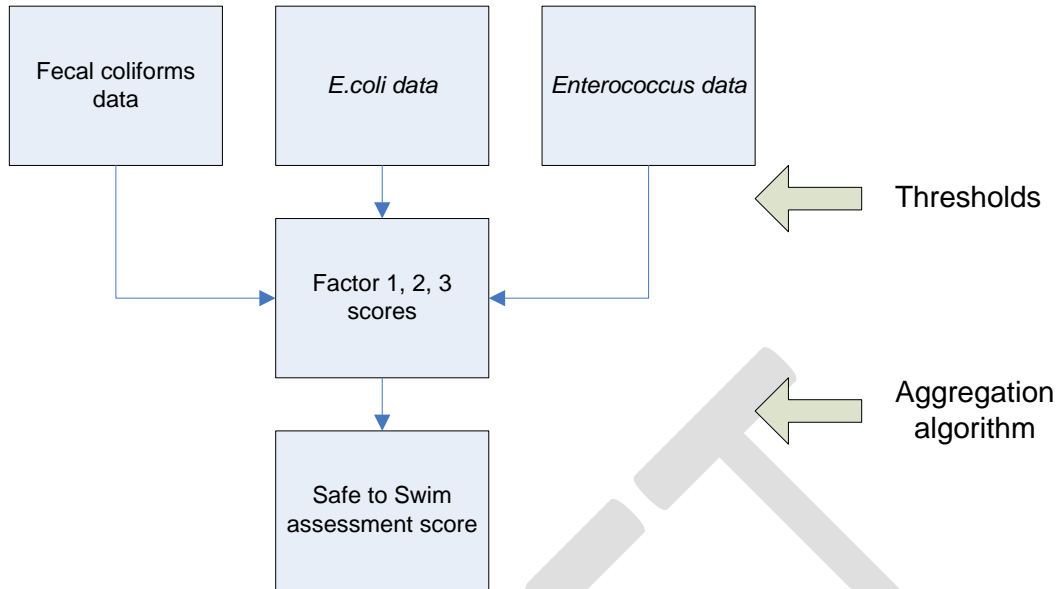 Fecal coliforms
data
E.coli data
Enterococcus data
Thresholds
Factor 1, 2, 3
scores
Aggregation
algorithm
Safe to Swim
assessment score